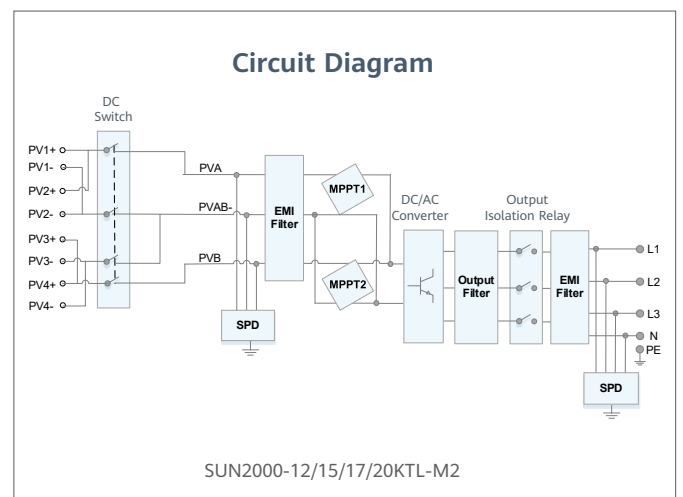 Circuit Diagram
DC
Switch
PV1+
PV1-
PV2+
PV2-
PV3+
PV3-
PV4+
PV4-
PVA
PVAB-
PVB
EMI
Filter
SPD
MPPT1
MPPT2
DC/AC
Converter
Output
Filter
Output
Isolation Relay
EMI
Filter
L1
L2
L3
N
PE
SPD
SUN2000-12/15/17/20KTL-M2